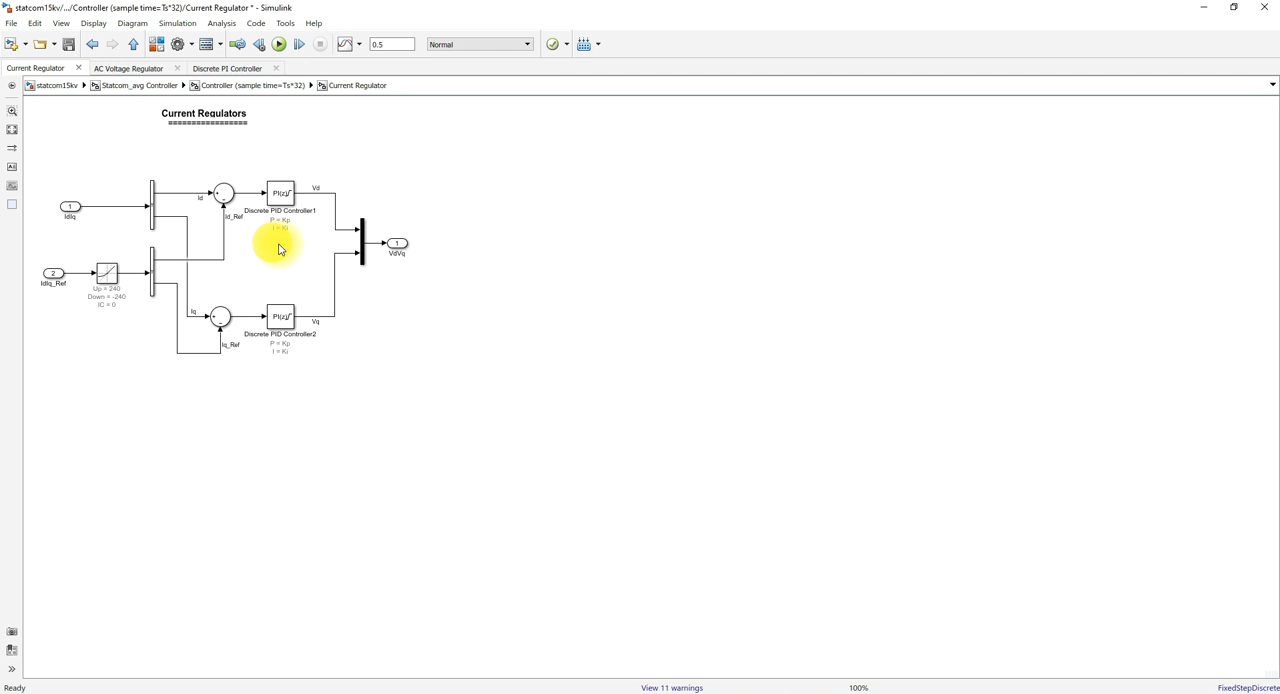 statcom15kv/.../Controller (sample time=Ts*32)/Current Regulator * - Simulink
File Edit View Display Diagram Simulation Analysis Code Tools Help
0.5 Normal
Current Regulator AC Voltage Regulator Discrete PI Controller
statcom15kv Statcom_avg Controller Controller (sample time=Ts*32) Current Regulator
Current Regulators
=================
Vd
PI(z)
Id
1
IdIq
Discrete PID Controller1
Id_Ref
P = Kp
I = Ki
1
VdVq
2
IdIq_Ref
Up = 240
Down = -240
IC = 0
Iq
PI(z)
Vq
Discrete PID Controller2
Iq_Ref
P = Kp
I = Ki
Ready View 11 warnings 100% FixedStepDiscrete